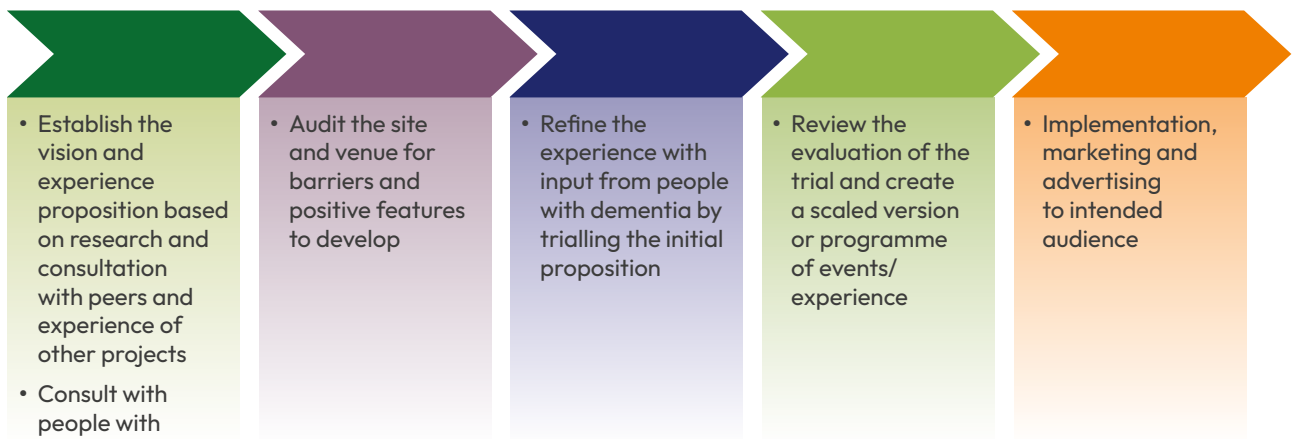 • Establish the
vision and
experience
proposition based
on research and
consultation
with peers and
experience of
other projects
• Consult with
people with
• Audit the site
and venue for
barriers and
positive features
to develop
• Refine the
experience with
input from people
with dementia by
trialling the initial
proposition
• Review the
evaluation of the
trial and create
a scaled version
or programme
of events/
experience
• Implementation,
marketing and
advertising
to intended
audience